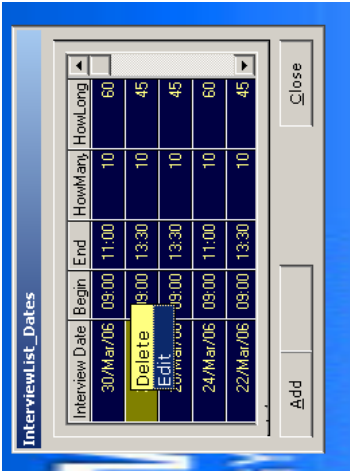 InterviewList_Dates
Interview Date Begin End HowMany HowLong
30/Mar/06 09:00 11:00 10 60
Delete 9:00 13:30 10 45
Edit 09:00 13:30 10 45
24/Mar/06 09:00 11:00 10 60
22/Mar/06 09:00 13:30 10 45
Add Close